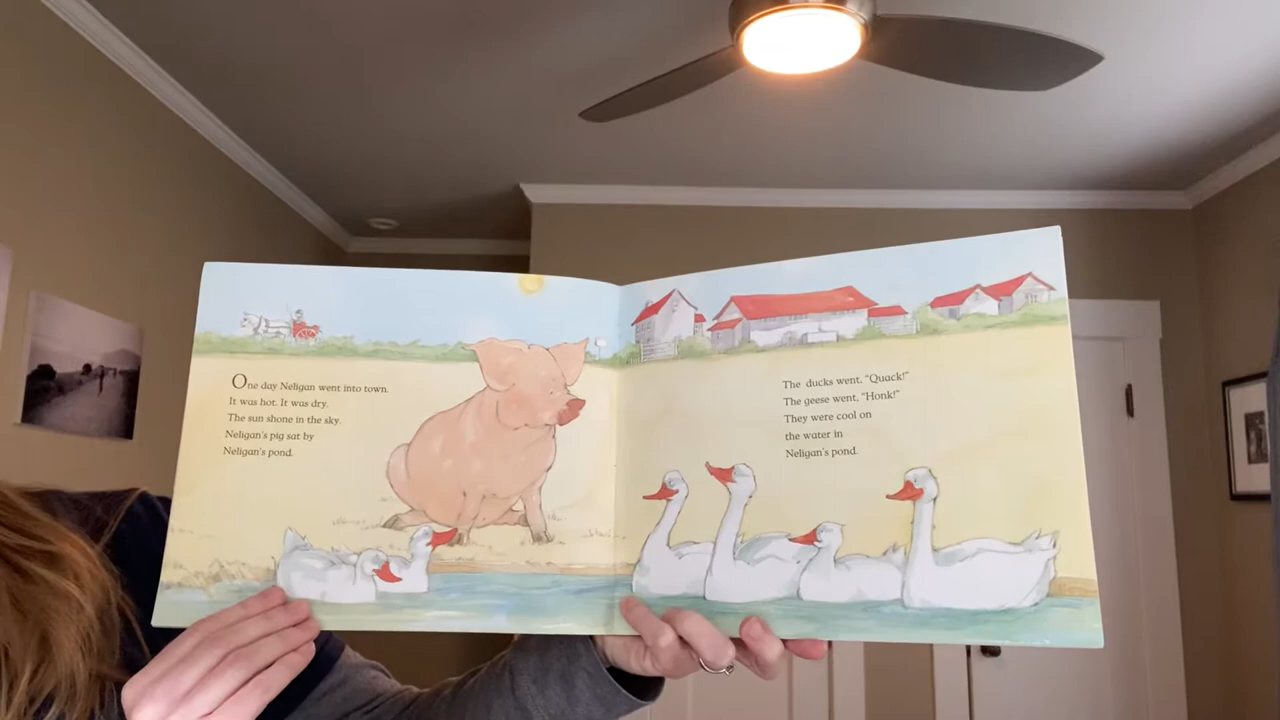 One day Neligan went into town.
It was hot. It was dry.
The sun shone in the sky.
Neligan's pig sat by
Neligan's pond.
The ducks went, "Quack!"
The geese went, "Honk!"
They were cool on
the water in
Neligan's pond.